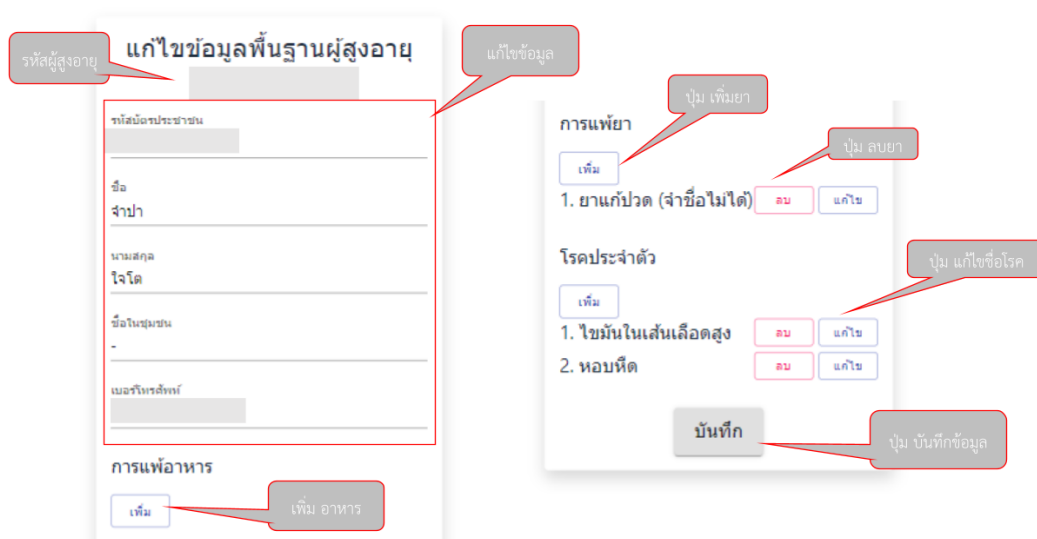 แก้ไขข้อมูลพื้นฐานผู้สูงอายุ
รหัสผู้สูงอายุ
แก้ไขข้อมูล
รหัสบัตรประชาชน
ชื่อ
จำปา
นามสกุล
ใจโต
ชื่อในชุมชน
-
เบอร์โทรศัพท์
การแพ้อาหาร
เพิ่ม
เพิ่ม อาหาร
ปุ่ม เพิ่มยา
การแพ้ยา
เพิ่ม
ปุ่ม ลบยา
1. ยาแก้ปวด (จำชื่อไม่ได้) ลบ แก้ไข
โรคประจำตัว
ปุ่ม แก้ไขชื่อโรค
เพิ่ม
1. ไขมันในเส้นเลือดสูง ลบ แก้ไข
2. หอบหืด ลบ แก้ไข
บันทึก
ปุ่ม บันทึกข้อมูล